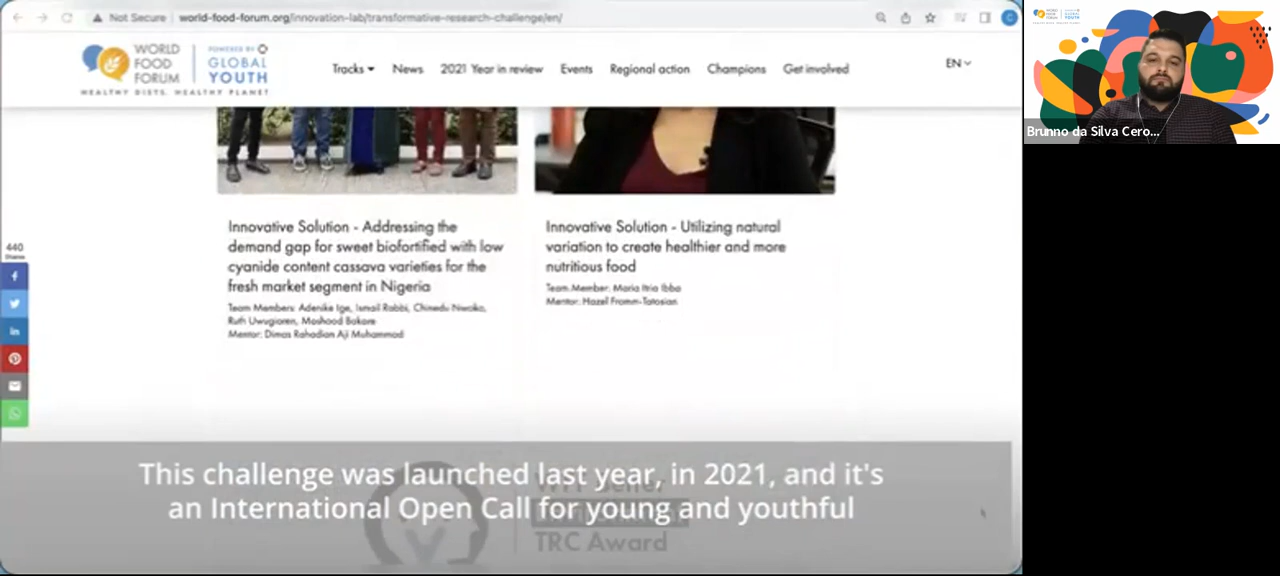 Not Secure | world-food-forum.org/innovation-lab/transformative-research-challenge/en/
WORLD FOOD FORUM
POWERED BY
GLOBAL YOUTH
HEALTHY DIETS. HEALTHY PLANET
Tracks News 2021 Year in review Events Regional action Champions Get involved
EN
440
Shares
Innovative Solution - Addressing the
demand gap for sweet biofortified with low
cyanide content cassava varieties for the
fresh market segment in Nigeria
Team Members: Adenike Ige, Ismail Rabbi, Chinedu Nwoko,
Ruth Uwugiaren, Moshood Bakare
Mentor: Dimas Rahadian Aji Muhammad
Innovative Solution - Utilizing natural
variation to create healthier and more
nutritious food
Team Member: Maria Itria Ibba
Mentor: Hazel Fromm-Tatosian
This challenge was launched last year, in 2021, and it's
an International Open Call for young and youthful
TRC Award
Brunno da Silva Cero...